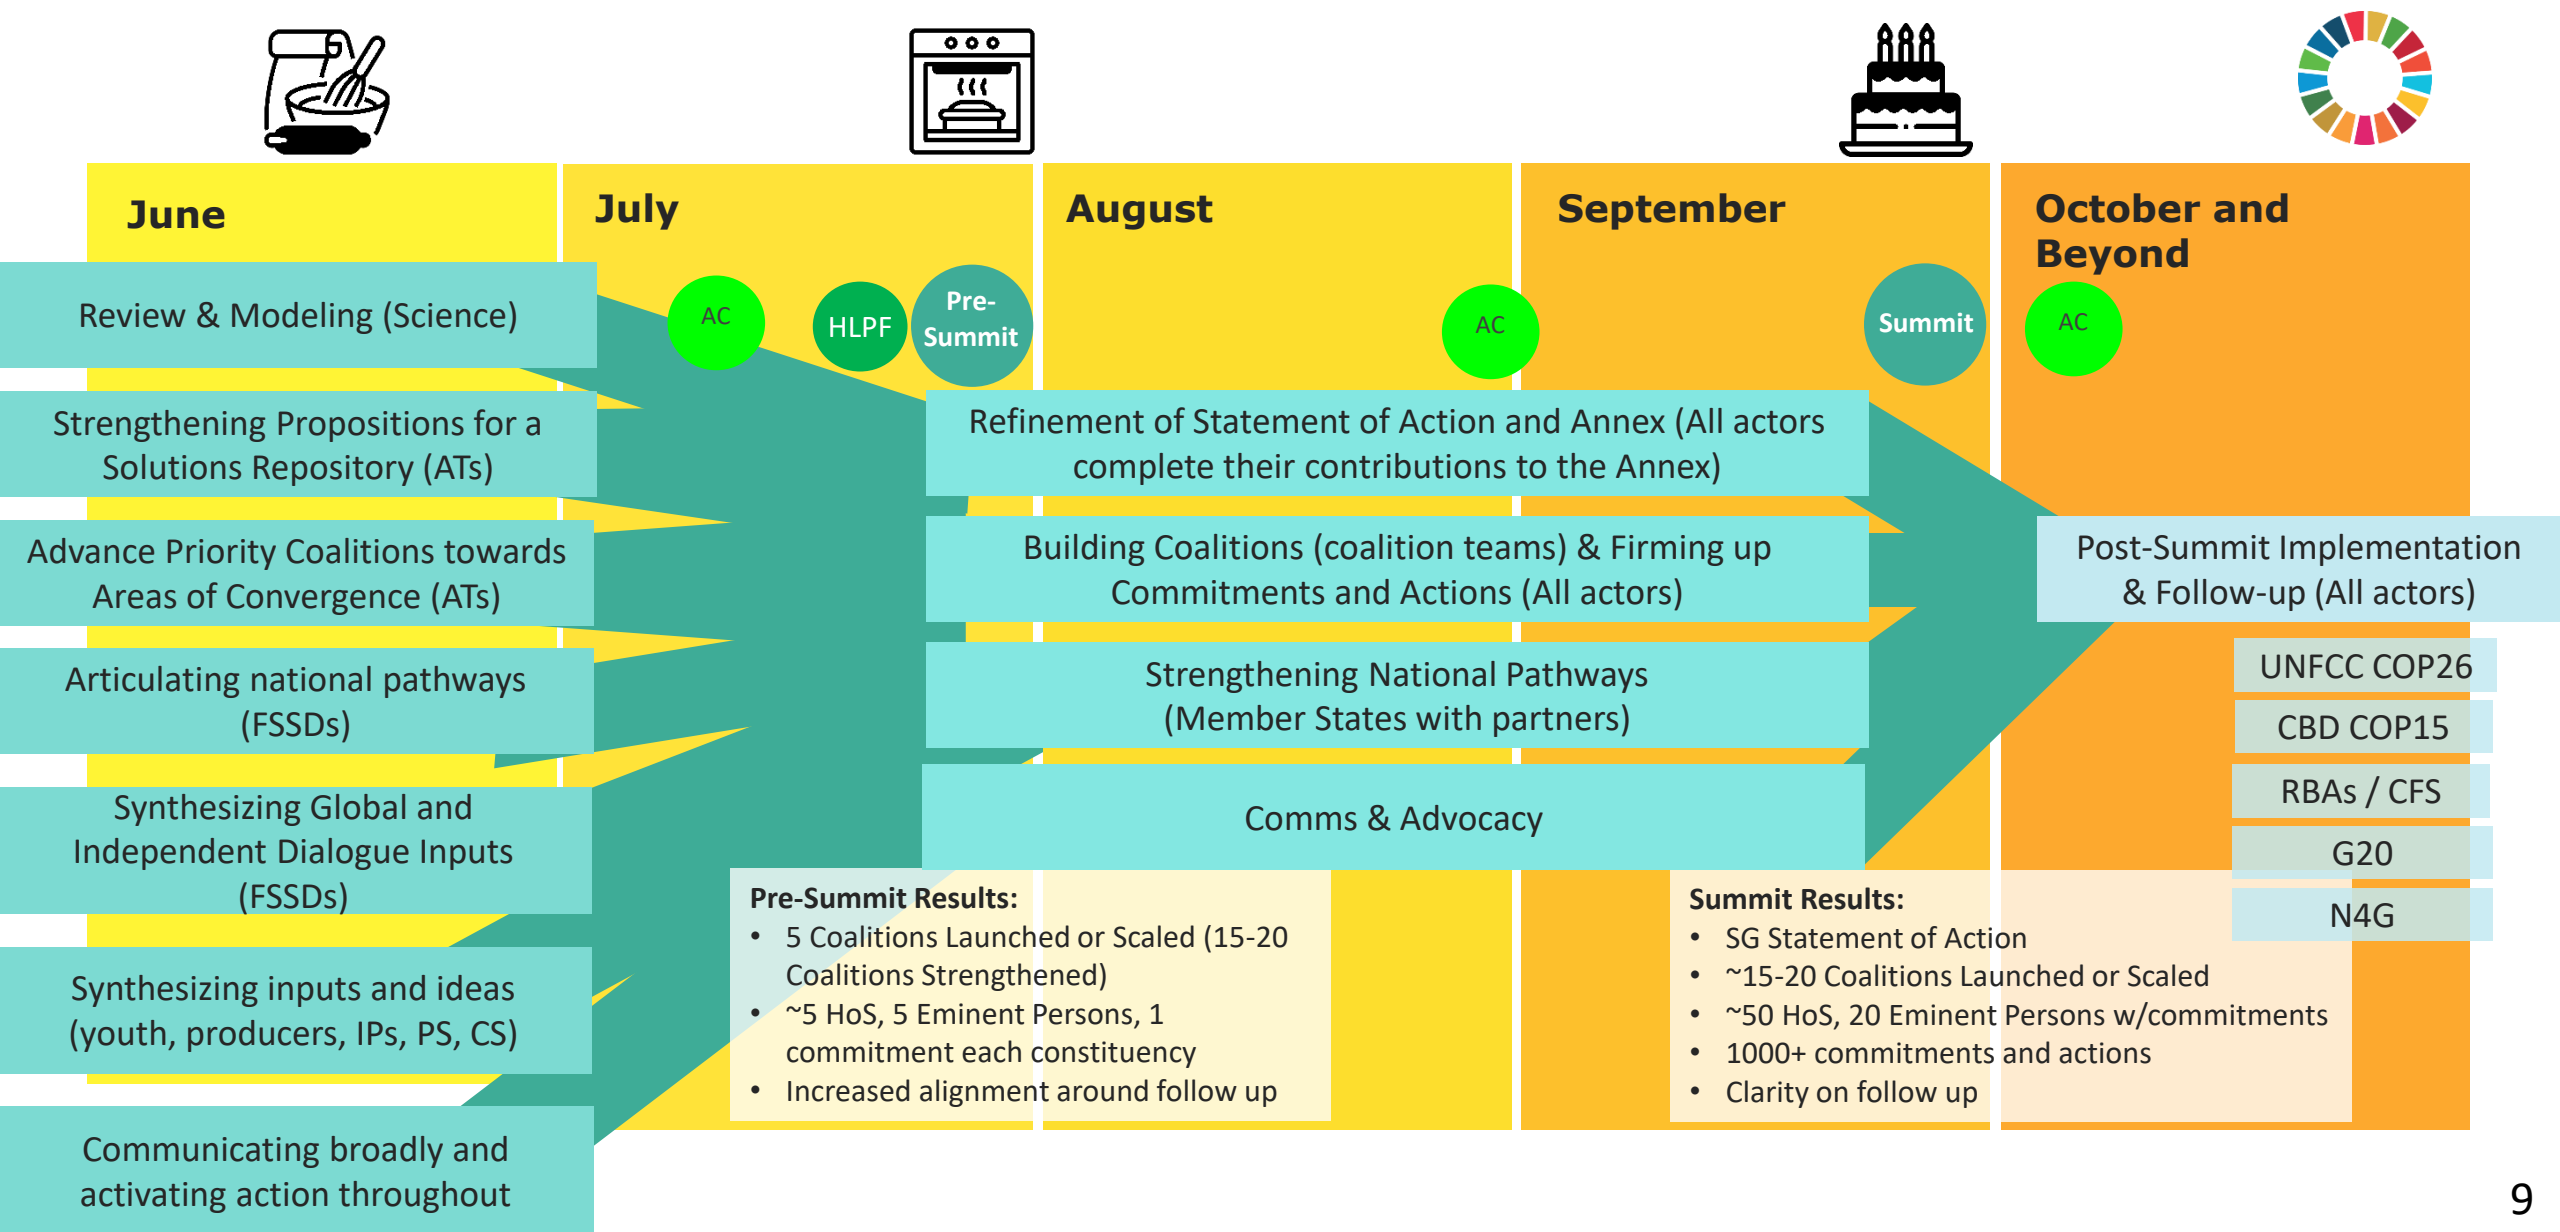 June
July
August
September
October and
Beyond
AC
HLPF
Pre-
Summit
AC
Summit
AC
Review & Modeling (Science)
Strengthening Propositions for a
Solutions Repository (ATs)
Advance Priority Coalitions towards
Areas of Convergence (ATs)
Articulating national pathways
(FSSDs)
Synthesizing Global and
Independent Dialogue Inputs
(FSSDs)
Synthesizing inputs and ideas
(youth, producers, IPs, PS, CS)
Communicating broadly and
activating action throughout
Refinement of Statement of Action and Annex (All actors
complete their contributions to the Annex)
Building Coalitions (coalition teams) & Firming up
Commitments and Actions (All actors)
Strengthening National Pathways
(Member States with partners)
Comms & Advocacy
Pre-Summit Results:
• 5 Coalitions Launched or Scaled (15-20
Coalitions Strengthened)
• ~5 HoS, 5 Eminent Persons, 1
commitment each constituency
• Increased alignment around follow up
Summit Results:
• SG Statement of Action
• ~15-20 Coalitions Launched or Scaled
• ~50 HoS, 20 Eminent Persons w/commitments
• 1000+ commitments and actions
• Clarity on follow up
Post-Summit Implementation
& Follow-up (All actors)
UNFCC COP26
CBD COP15
RBAs / CFS
G20
N4G
9